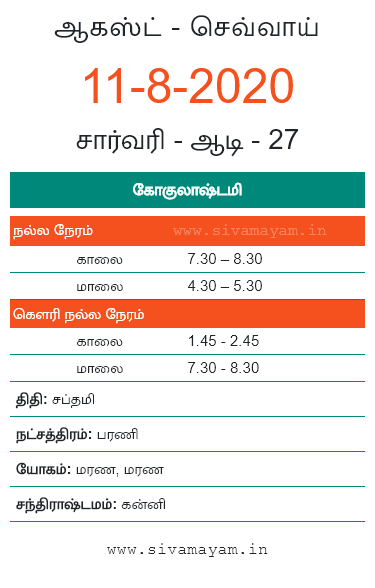 ஆகஸ்ட் - செவ்வாய்
11-8-2020
சார்வரி - ஆடி - 27
கோகுலாஷ்டமி
நல்ல நேரம் www.sivamayam.in
காலை 7.30 – 8.30
மாலை 4.30 – 5.30
கௌரி நல்ல நேரம்
காலை 1.45 - 2.45
மாலை 7.30 - 8.30
திதி: சப்தமி
நட்சத்திரம்: பரணி
யோகம்: மரண, மரண
சந்திராஷ்டமம்: கன்னி
www.sivamayam.in